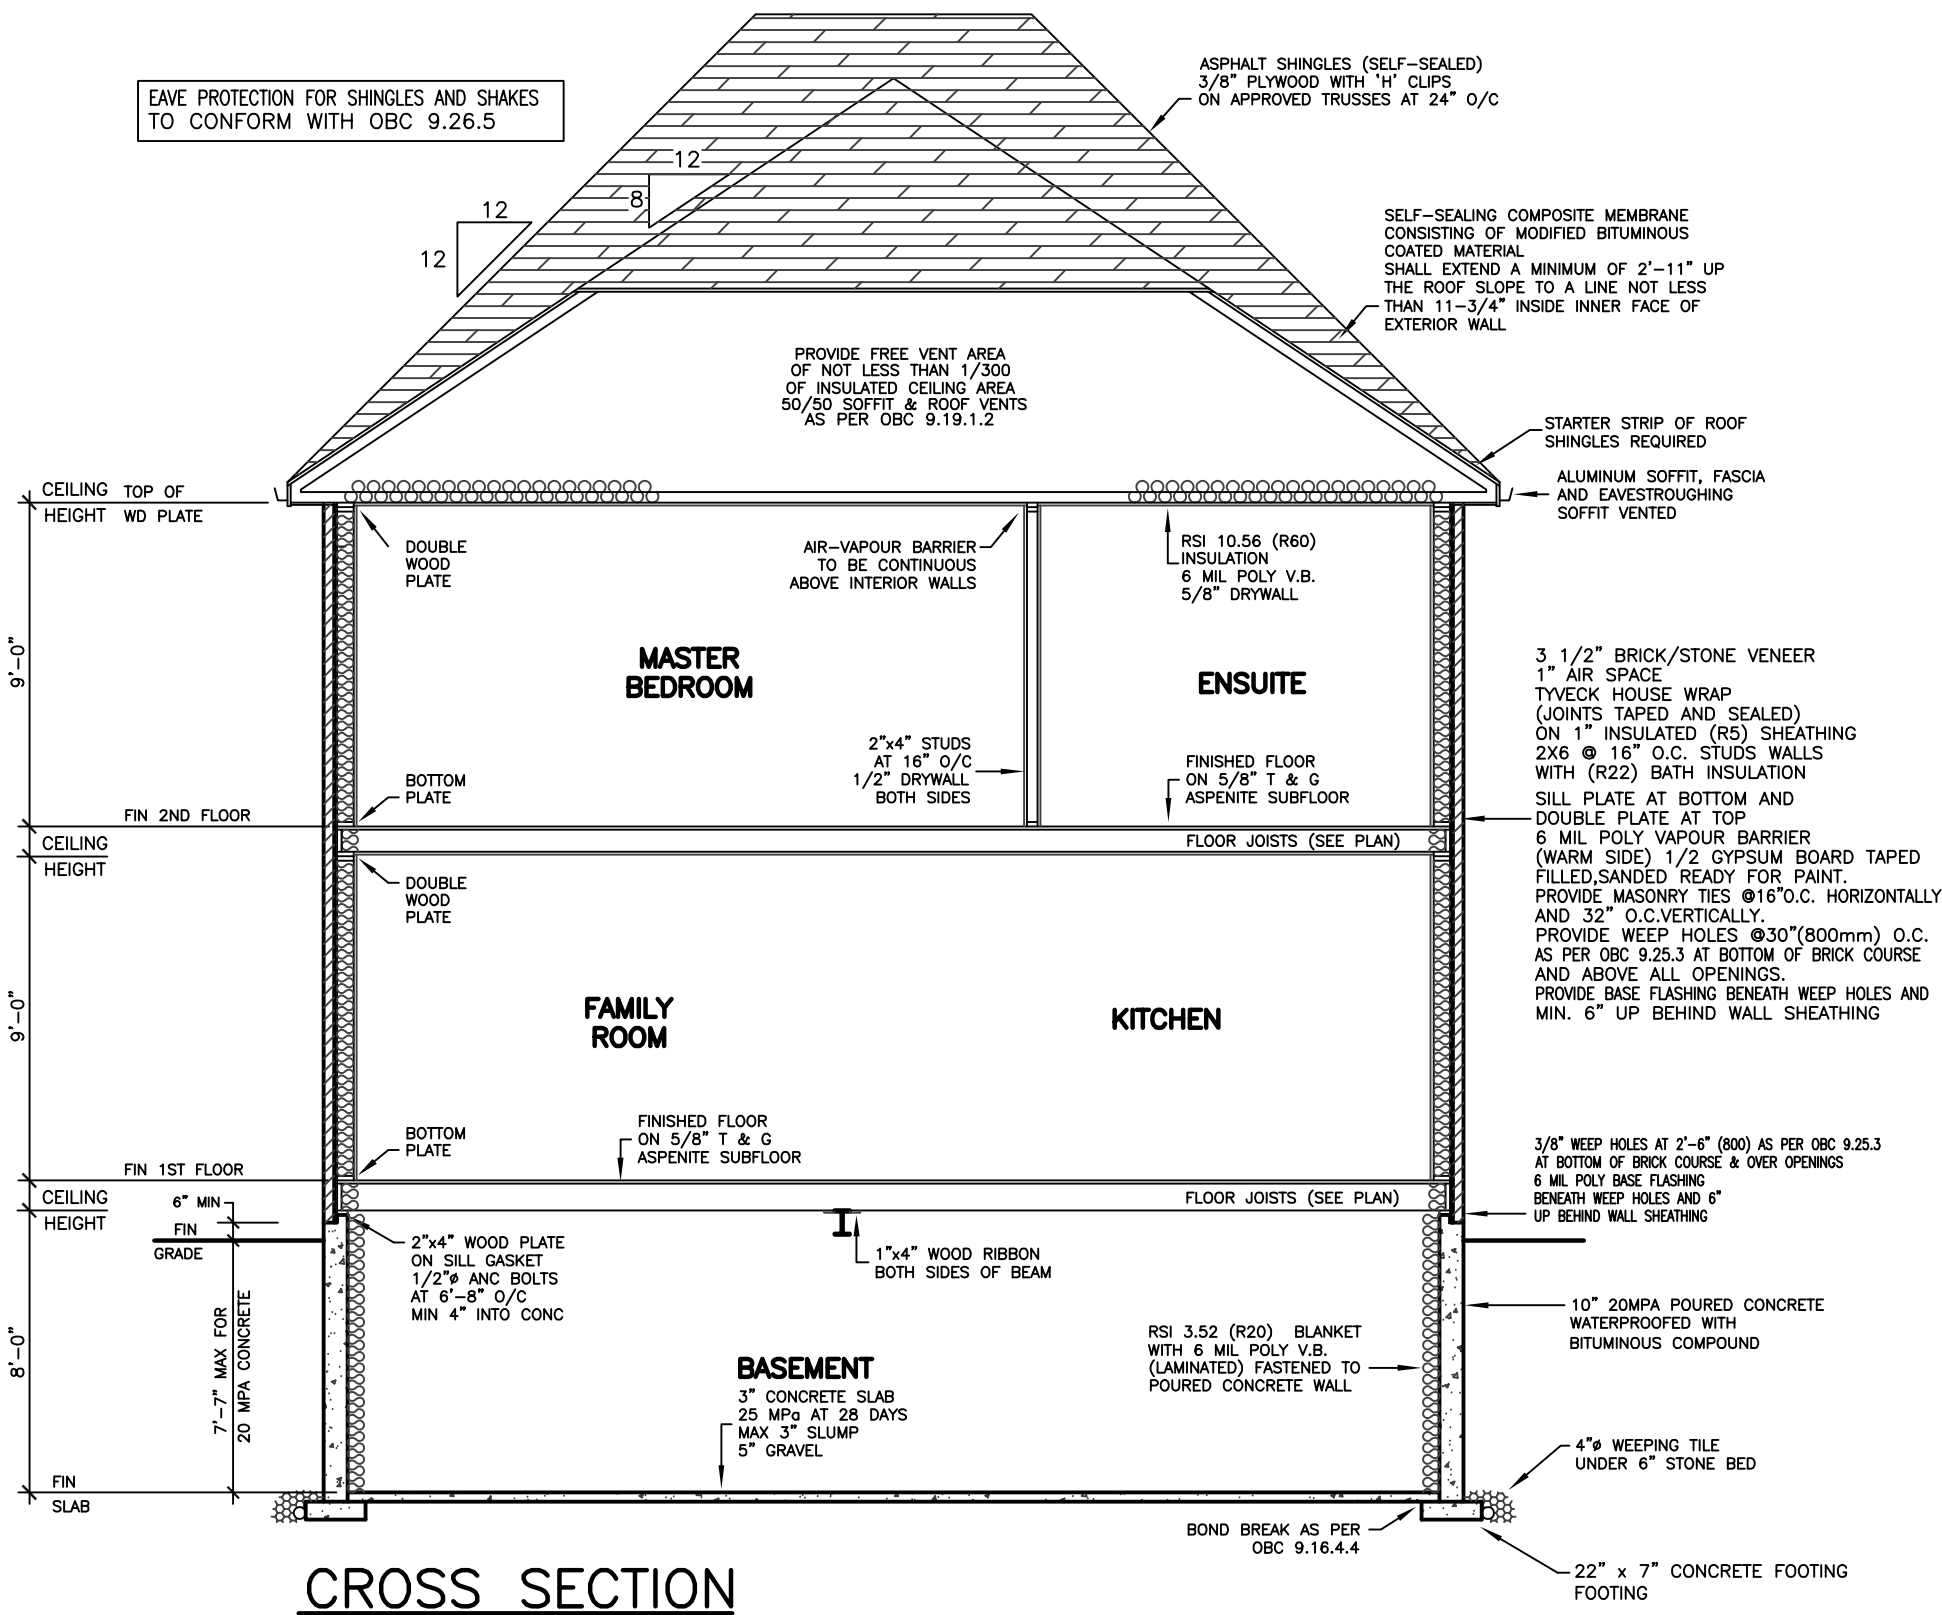 EAVE PROTECTION FOR SHINGLES AND SHAKES
TO CONFORM WITH OBC 9.26.5
ASPHALT SHINGLES (SELF-SEALED)
3/8" PLYWOOD WITH 'H' CLIPS
ON APPROVED TRUSSES AT 24" O/C
12
8
12
12
SELF-SEALING COMPOSITE MEMBRANE
CONSISTING OF MODIFIED BITUMINOUS
COATED MATERIAL
SHALL EXTEND A MINIMUM OF 2'-11" UP
THE ROOF SLOPE TO A LINE NOT LESS
THAN 11-3/4" INSIDE INNER FACE OF
EXTERIOR WALL
PROVIDE FREE VENT AREA
OF NOT LESS THAN 1/300
OF INSULATED CEILING AREA
50/50 SOFFIT & ROOF VENTS
AS PER OBC 9.19.1.2
STARTER STRIP OF ROOF
SHINGLES REQUIRED
ALUMINUM SOFFIT, FASCIA
AND EAVESTROUGHING
SOFFIT VENTED
CEILING
HEIGHT
TOP OF
WD PLATE
DOUBLE
WOOD
PLATE
AIR-VAPOUR BARRIER
TO BE CONTINUOUS
ABOVE INTERIOR WALLS
RSI 10.56 (R60)
INSULATION
6 MIL POLY V.B.
5/8" DRYWALL
9'-0"
MASTER
BEDROOM
ENSUITE
3 1/2" BRICK/STONE VENEER
1" AIR SPACE
TYVECK HOUSE WRAP
(JOINTS TAPED AND SEALED)
ON 1" INSULATED (R5) SHEATHING
2X6 @ 16" O.C. STUDS WALLS
WITH (R22) BATH INSULATION
SILL PLATE AT BOTTOM AND
DOUBLE PLATE AT TOP
6 MIL POLY VAPOUR BARRIER
(WARM SIDE) 1/2 GYPSUM BOARD TAPED
FILLED,SANDED READY FOR PAINT.
PROVIDE MASONRY TIES @16"O.C. HORIZONTALLY
AND 32" O.C.VERTICALLY.
PROVIDE WEEP HOLES @30"(800mm) O.C.
AS PER OBC 9.25.3 AT BOTTOM OF BRICK COURSE
AND ABOVE ALL OPENINGS.
PROVIDE BASE FLASHING BENEATH WEEP HOLES AND
MIN. 6" UP BEHIND WALL SHEATHING
2"x4" STUDS
AT 16" O/C
1/2" DRYWALL
BOTH SIDES
FINISHED FLOOR
ON 5/8" T & G
ASPENITE SUBFLOOR
BOTTOM
PLATE
FIN 2ND FLOOR
CEILING
HEIGHT
FLOOR JOISTS (SEE PLAN)
DOUBLE
WOOD
PLATE
9'-0"
FAMILY
ROOM
KITCHEN
BOTTOM
PLATE
FINISHED FLOOR
ON 5/8" T & G
ASPENITE SUBFLOOR
3/8" WEEP HOLES AT 2'-6" (800) AS PER OBC 9.25.3
AT BOTTOM OF BRICK COURSE & OVER OPENINGS
6 MIL POLY BASE FLASHING
BENEATH WEEP HOLES AND 6"
UP BEHIND WALL SHEATHING
FIN 1ST FLOOR
CEILING
HEIGHT
6" MIN
FLOOR JOISTS (SEE PLAN)
FIN
GRADE
2"x4" WOOD PLATE
ON SILL GASKET
1/2"ø ANC BOLTS
AT 6'-8" O/C
MIN 4" INTO CONC
1"x4" WOOD RIBBON
BOTH SIDES OF BEAM
8'-0"
7'-7" MAX FOR
20 MPA CONCRETE
10" 20MPA POURED CONCRETE
WATERPROOFED WITH
BITUMINOUS COMPOUND
RSI 3.52 (R20) BLANKET
WITH 6 MIL POLY V.B.
(LAMINATED) FASTENED TO
POURED CONCRETE WALL
BASEMENT
3" CONCRETE SLAB
25 MPa AT 28 DAYS
MAX 3" SLUMP
5" GRAVEL
4"ø WEEPING TILE
UNDER 6" STONE BED
FIN
SLAB
BOND BREAK AS PER
OBC 9.16.4.4
22" x 7" CONCRETE FOOTING
FOOTING
CROSS SECTION